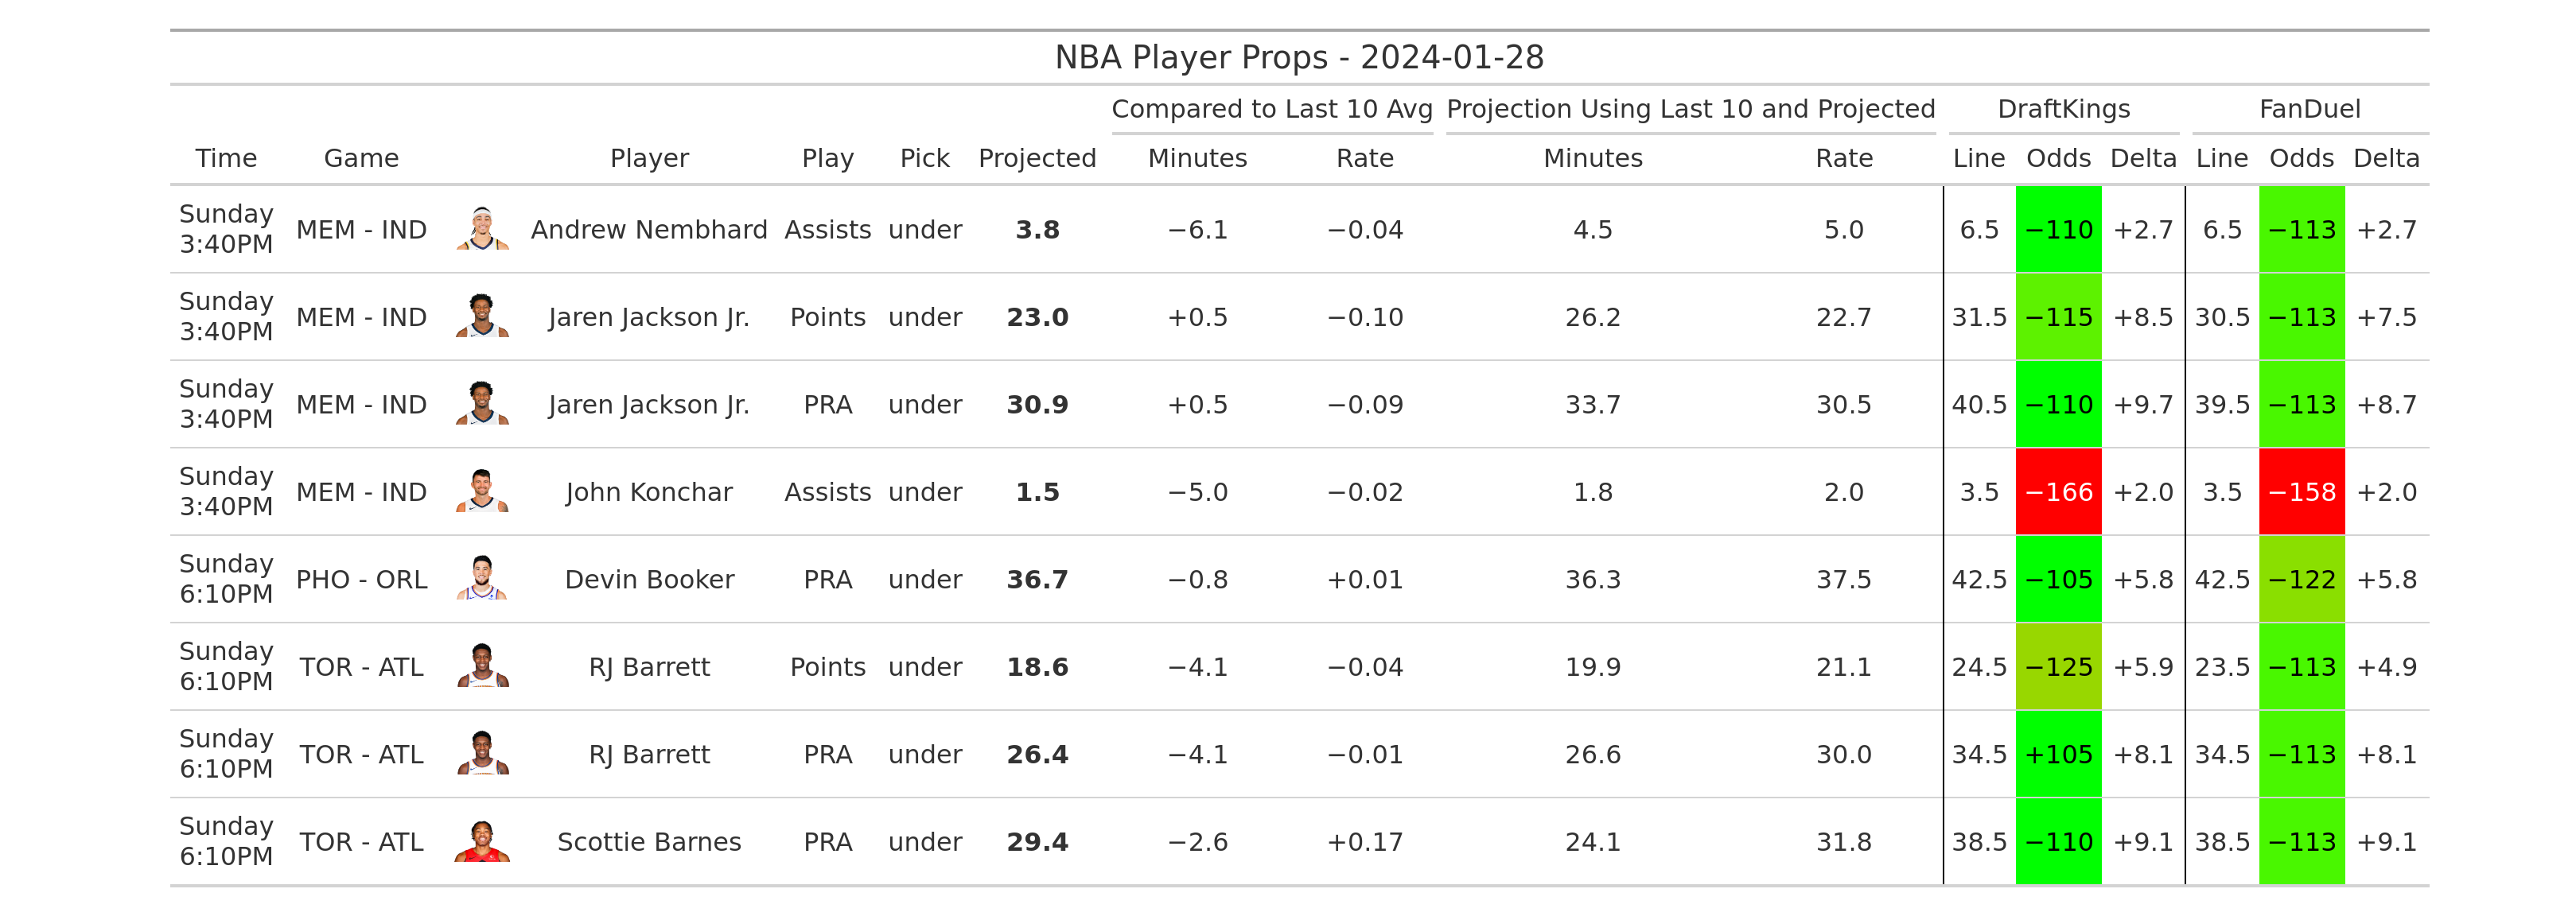 NBA Player Props - 2024-01-28
Compared to Last 10 Avg Projection Using Last 10 and Projected DraftKings FanDuel
Time Game Player Play Pick Projected Minutes Rate Minutes Rate Line Odds Delta Line Odds Delta
Sunday
3:40PM MEM - IND Andrew Nembhard Assists under 3.8 −6.1 −0.04 4.5 5.0 6.5 −110 +2.7 6.5 −113 +2.7
Sunday
3:40PM MEM - IND Jaren Jackson Jr. Points under 23.0 +0.5 −0.10 26.2 22.7 31.5 −115 +8.5 30.5 −113 +7.5
Sunday
3:40PM MEM - IND Jaren Jackson Jr. PRA under 30.9 +0.5 −0.09 33.7 30.5 40.5 −110 +9.7 39.5 −113 +8.7
Sunday
3:40PM MEM - IND John Konchar Assists under 1.5 −5.0 −0.02 1.8 2.0 3.5 −166 +2.0 3.5 −158 +2.0
Sunday
6:10PM PHO - ORL Devin Booker PRA under 36.7 −0.8 +0.01 36.3 37.5 42.5 −105 +5.8 42.5 −122 +5.8
Sunday
6:10PM TOR - ATL RJ Barrett Points under 18.6 −4.1 −0.04 19.9 21.1 24.5 −125 +5.9 23.5 −113 +4.9
Sunday
6:10PM TOR - ATL RJ Barrett PRA under 26.4 −4.1 −0.01 26.6 30.0 34.5 +105 +8.1 34.5 −113 +8.1
Sunday
6:10PM TOR - ATL Scottie Barnes PRA under 29.4 −2.6 +0.17 24.1 31.8 38.5 −110 +9.1 38.5 −113 +9.1